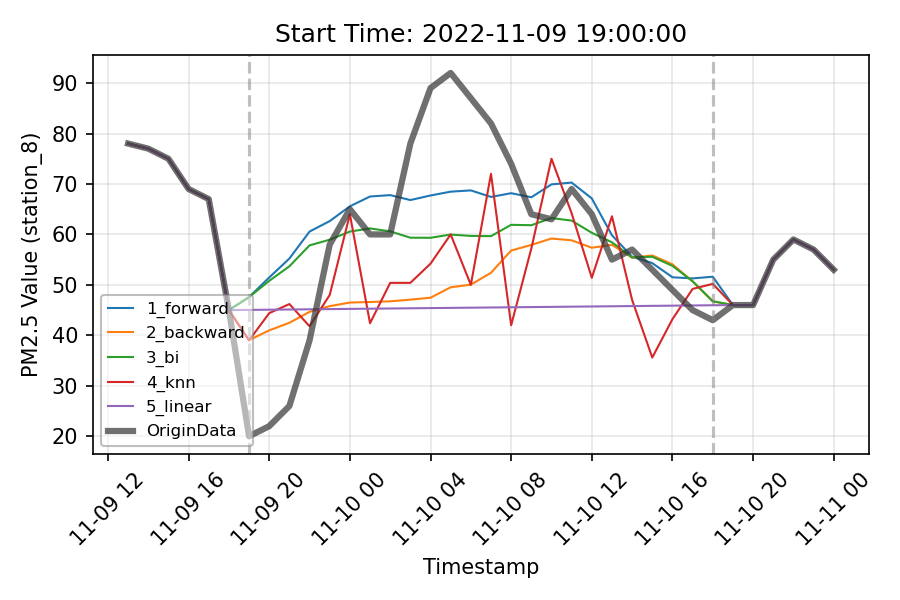 Start Time: 2022-11-09 19:00:00
PM2.5 Value (station_8)
90
80
70
60
50
40
30
20
1_forward
2_backward
3_bi
4_knn
5_linear
OriginData
11-09 12
11-09 16
11-09 20
11-10 00
11-10 04
11-10 08
11-10 12
11-10 16
11-10 20
11-11 00
Timestamp